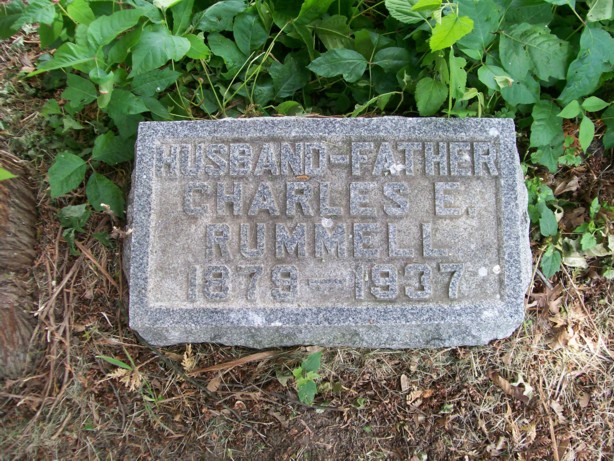 HUSBAND-FATHER
CHARLES E.
RUMMELL
1879-1937